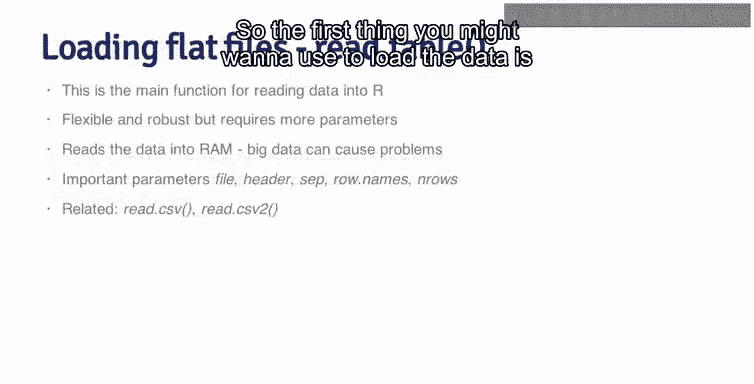 Loading flat files - read.table()
So the first thing you might
wanna use to load the data is
· This is the main function for reading data into R
· Flexible and robust but requires more parameters
· Reads the data into RAM - big data can cause problems
· Important parameters file, header, sep, row.names, nrows
· Related: read.csv(), read.csv2()